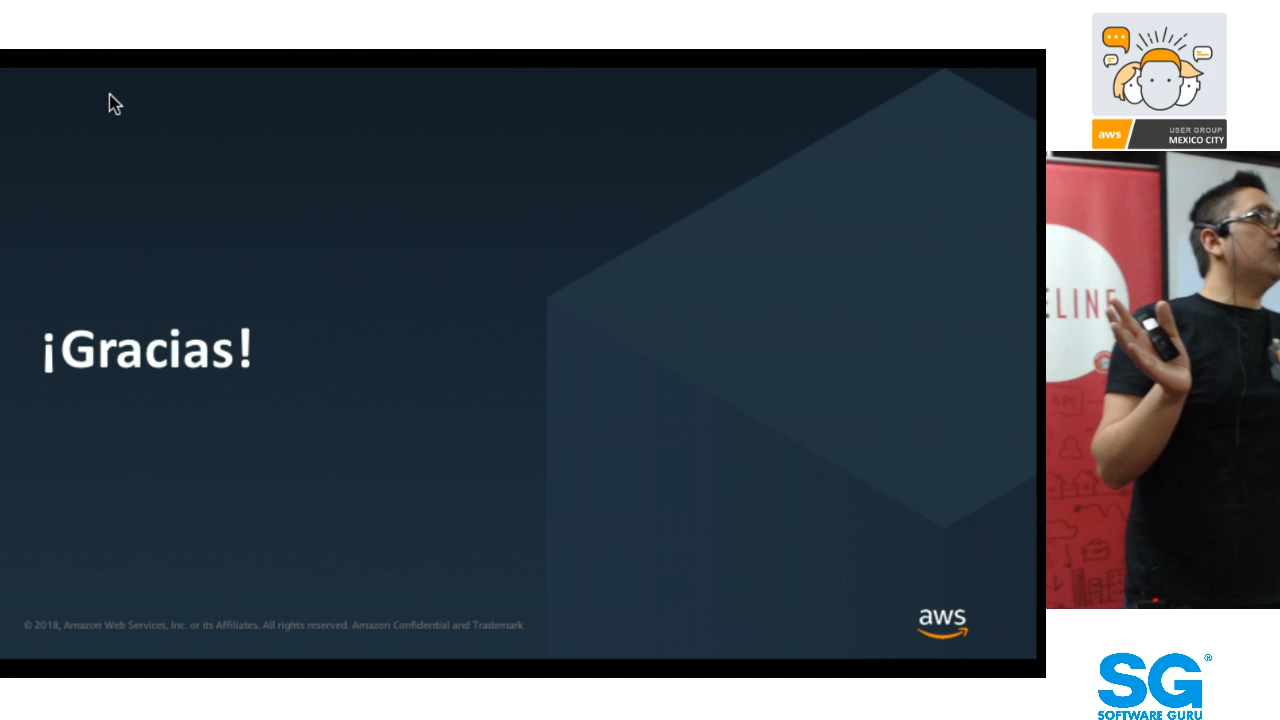 ¡Gracias!
© 2018, Amazon Web Services, Inc. or its Affiliates. All rights reserved. Amazon Confidential and Trademark
aws
aws
USER GROUP
MEXICO CITY
ELINE
SG®
SOFTWARE GURU